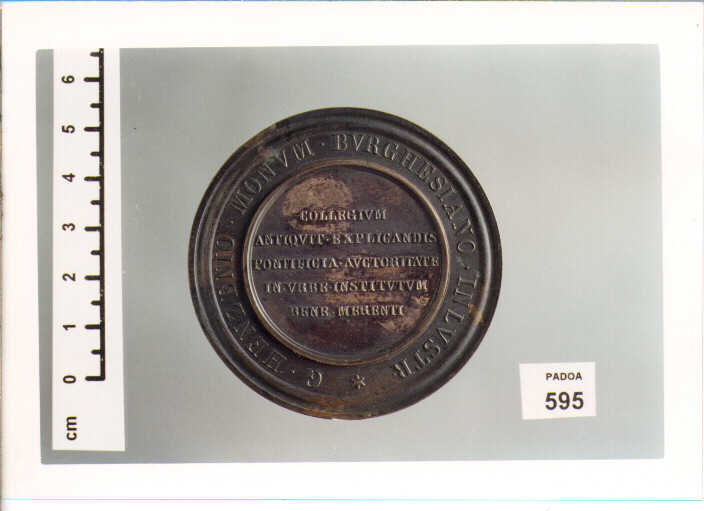 G · HENZENIO · MONVM · BVRGHESIANO · INLVSTR *
COLLEGIVM
ANTIQVIT · EXPLICANDIS
PONTIFICIA · AVCTORITATE
IN · VRBE · INSTITVTVM
BENE · MERENTI
6
5
4
3
2
1
0
cm
PADOA
595